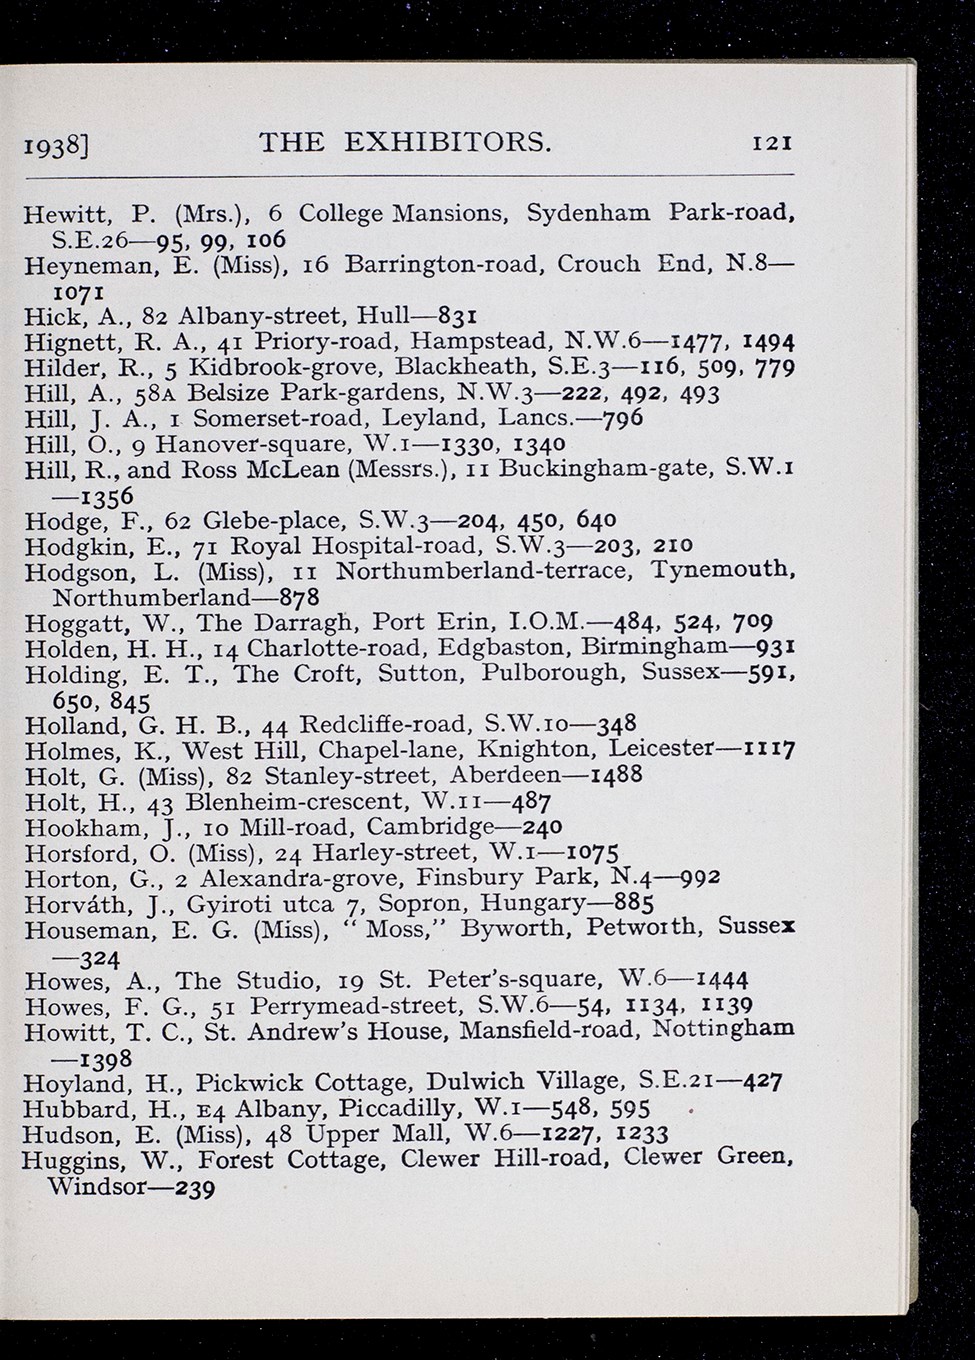 1938] THE EXHIBITORS. 121
Hewitt, P. (Mrs.), 6 College Mansions, Sydenham Park-road,
S.E.26—95, 99, 106
Heyneman, E. (Miss), 16 Barrington-road, Crouch End, N.8—
1071
Hick, A., 82 Albany-street, Hull—831
Hignett, R. A., 41 Priory-road, Hampstead, N.W.6—1477, 1494
Hilder, R., 5 Kidbrook-grove, Blackheath, S.E.3—116, 509, 779
Hill, A., 58A Belsize Park-gardens, N.W.3—222, 492, 493
Hill, J. A., 1 Somerset-road, Leyland, Lancs.—796
Hill, O., 9 Hanover-square, W.1—1330, 1340
Hill, R., and Ross McLean (Messrs.), 11 Buckingham-gate, S.W.1
—1356
Hodge, F., 62 Glebe-place, S.W.3—204, 450, 640
Hodgkin, E., 71 Royal Hospital-road, S.W.3—203, 210
Hodgson, L. (Miss), 11 Northumberland-terrace, Tynemouth,
Northumberland—878
Hoggatt, W., The Darragh, Port Erin, I.O.M.—484, 524, 709
Holden, H. H., 14 Charlotte-road, Edgbaston, Birmingham—931
Holding, E. T., The Croft, Sutton, Pulborough, Sussex—591,
650, 845
Holland, G. H. B., 44 Redcliffe-road, S.W.10—348
Holmes, K., West Hill, Chapel-lane, Knighton, Leicester—1117
Holt, G. (Miss), 82 Stanley-street, Aberdeen—1488
Holt, H., 43 Blenheim-crescent, W.11—487
Hookham, J., 10 Mill-road, Cambridge—240
Horsford, O. (Miss), 24 Harley-street, W.1—1075
Horton, G., 2 Alexandra-grove, Finsbury Park, N.4—992
Horváth, J., Gyiroti utca 7, Sopron, Hungary—885
Houseman, E. G. (Miss), “ Moss,” Byworth, Petworth, Sussex
—324
Howes, A., The Studio, 19 St. Peter's-square, W.6—1444
Howes, F. G., 51 Perrymead-street, S.W.6—54, 1134, 1139
Howitt, T. C., St. Andrew's House, Mansfield-road, Nottingham
—1398
Hoyland, H., Pickwick Cottage, Dulwich Village, S.E.21—427
Hubbard, H., E4 Albany, Piccadilly, W.1—548, 595
Hudson, E. (Miss), 48 Upper Mall, W.6—1227, 1233
Huggins, W., Forest Cottage, Clewer Hill-road, Clewer Green,
Windsor—239